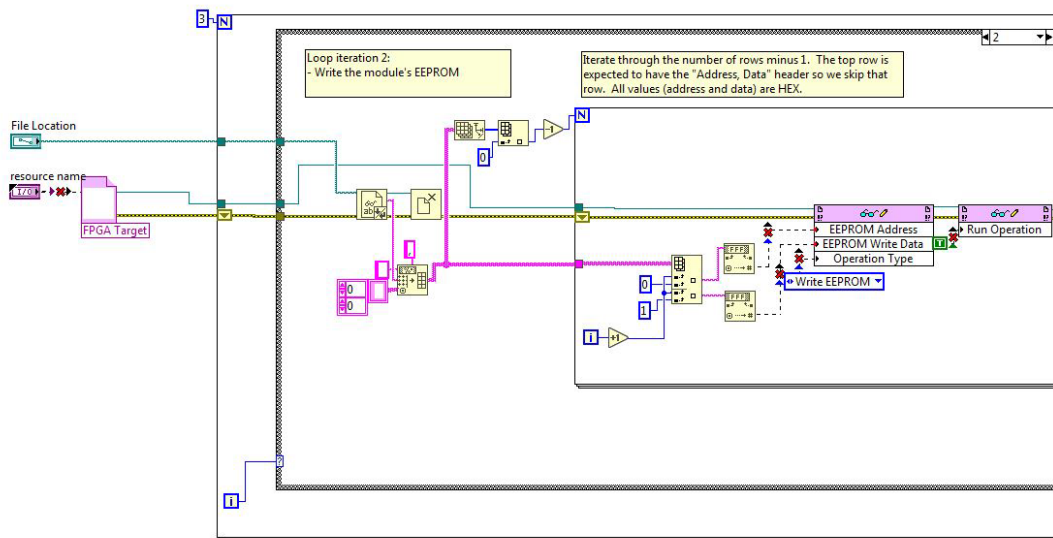 3
N
2
Loop iteration 2:
- Write the module's EEPROM
Iterate through the number of rows minus 1. The top row is
expected to have the "Address, Data" header so we skip that
row. All values (address and data) are HEX.
File Location
-1
N
0
resource name
I/O
FPGA Target
EEPROM Address
EEPROM Write Data
Operation Type
T
Run Operation
Write EEPROM
,
0
0
0
1
i
+1
?
i